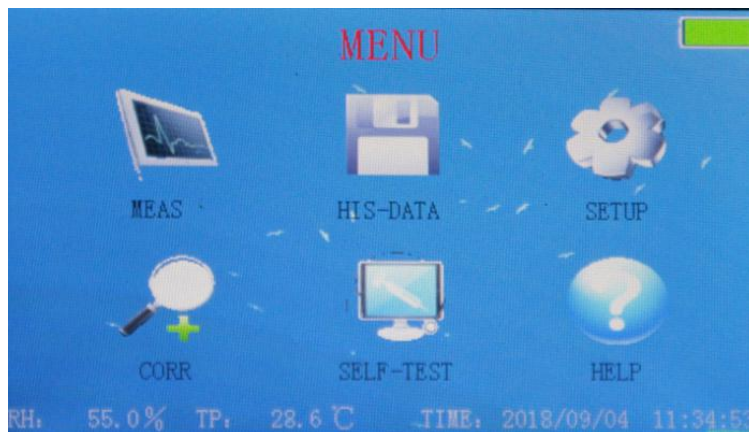 MENU
MEAS HIS-DATA SETUP
CORR SELF-TEST HELP
RH: 55.0% TP: 28.6℃ TIME: 2018/09/04 11:34:53